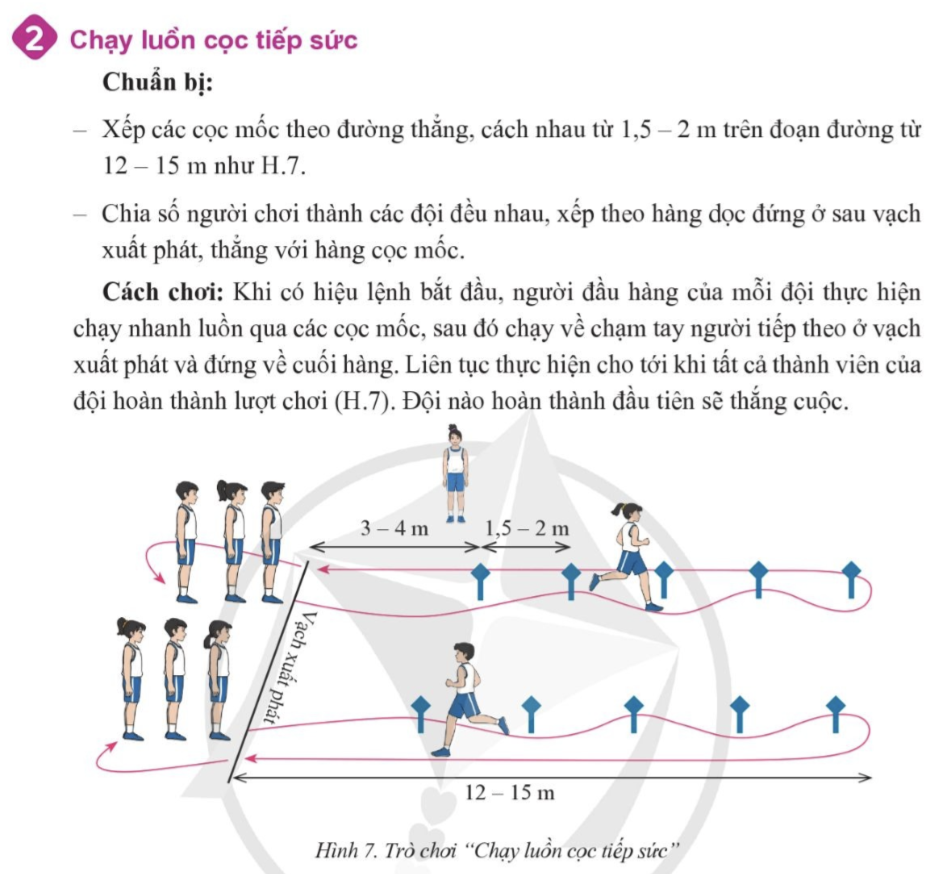 2 Chạy luồn cọc tiếp sức
Chuẩn bị:
– Xếp các cọc mốc theo đường thẳng, cách nhau từ 1,5 – 2 m trên đoạn đường từ
12 – 15 m như H.7.
– Chia số người chơi thành các đội đều nhau, xếp theo hàng dọc đứng ở sau vạch
xuất phát, thẳng với hàng cọc mốc.
Cách chơi: Khi có hiệu lệnh bắt đầu, người đầu hàng của mỗi đội thực hiện
chạy nhanh luồn qua các cọc mốc, sau đó chạy về chạm tay người tiếp theo ở vạch
xuất phát và đứng về cuối hàng. Liên tục thực hiện cho tới khi tất cả thành viên của
đội hoàn thành lượt chơi (H.7). Đội nào hoàn thành đầu tiên sẽ thắng cuộc.
3 – 4 m
1,5 – 2 m
Vạch xuất phát
12 – 15 m
Hình 7. Trò chơi “Chạy luồn cọc tiếp sức”